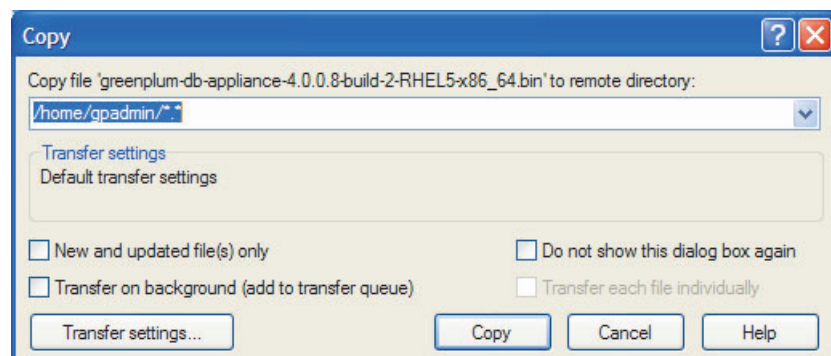 Copy
Copy file 'greenplum-db-appliance-4.0.0.8-build-2-RHEL5-x86_64.bin' to remote directory:
/home/gpadmin/*.*
Transfer settings
Default transfer settings
New and updated file(s) only
Do not show this dialog box again
Transfer on background (add to transfer queue)
Transfer each file individually
Transfer settings...
Copy
Cancel
Help